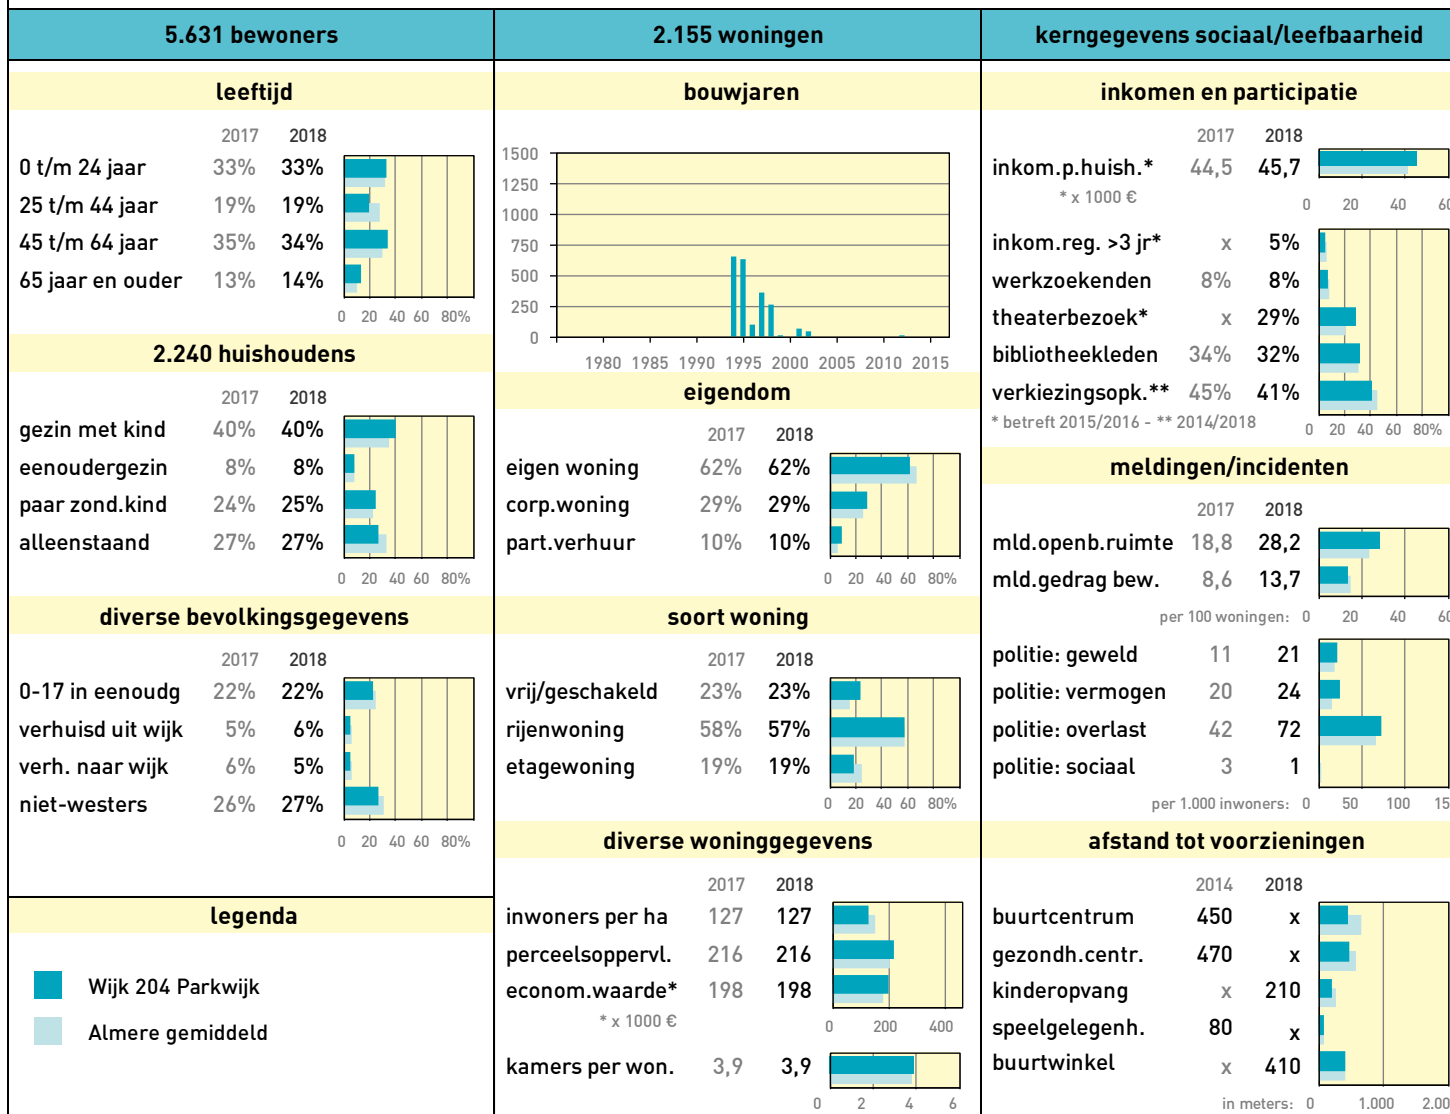 5.631 bewoners
leeftijd
2017 2018
0 t/m 24 jaar 33% 33%
25 t/m 44 jaar 19% 19%
45 t/m 64 jaar 35% 34%
65 jaar en ouder 13% 14%
0 20 40 60 80%
2.240 huishoudens
2017 2018
gezin met kind 40% 40%
eenoudergezin 8% 8%
paar zond.kind 24% 25%
alleenstaand 27% 27%
0 20 40 60 80%
diverse bevolkingsgegevens
2017 2018
0-17 in eenoudg 22% 22%
verhuisd uit wijk 5% 6%
verh. naar wijk 6% 5%
niet-westers 26% 27%
0 20 40 60 80%
legenda
Wijk 204 Parkwijk
Almere gemiddeld
2.155 woningen
bouwjaren
1500
1250
1000
750
500
250
0
1980 1985 1990 1995 2000 2005 2010 2015
eigendom
2017 2018
eigen woning 62% 62%
corp.woning 29% 29%
part.verhuur 10% 10%
0 20 40 60 80%
soort woning
2017 2018
vrij/geschakeld 23% 23%
rijenwoning 58% 57%
etagewoning 19% 19%
0 20 40 60 80%
diverse woninggegevens
2017 2018
inwoners per ha 127 127
perceelsoppervl. 216 216
econom.waarde* 198 198
* x 1000 €
0 200 400
kamers per won. 3,9 3,9
0 2 4 6
kerngegevens sociaal/leefbaarheid
inkomen en participatie
2017 2018
inkom.p.huish.* 44,5 45,7
* x 1000 €
0 20 40 60
inkom.reg. >3 jr* x 5%
werkzoekenden 8% 8%
theaterbezoek* x 29%
bibliotheekleden 34% 32%
verkiezingsopk.** 45% 41%
* betreft 2015/2016 - ** 2014/2018
0 20 40 60 80%
meldingen/incidenten
2017 2018
mld.openb.ruimte 18,8 28,2
mld.gedrag bew. 8,6 13,7
per 100 woningen: 0 20 40 60
politie: geweld 11 21
politie: vermogen 20 24
politie: overlast 42 72
politie: sociaal 3 1
per 1.000 inwoners: 0 50 100 15
afstand tot voorzieningen
2014 2018
buurtcentrum 450 x
gezondh.centr. 470 x
kinderopvang x 210
speelgelegenh. 80 x
buurtwinkel x 410
in meters: 0 1.000 2.00